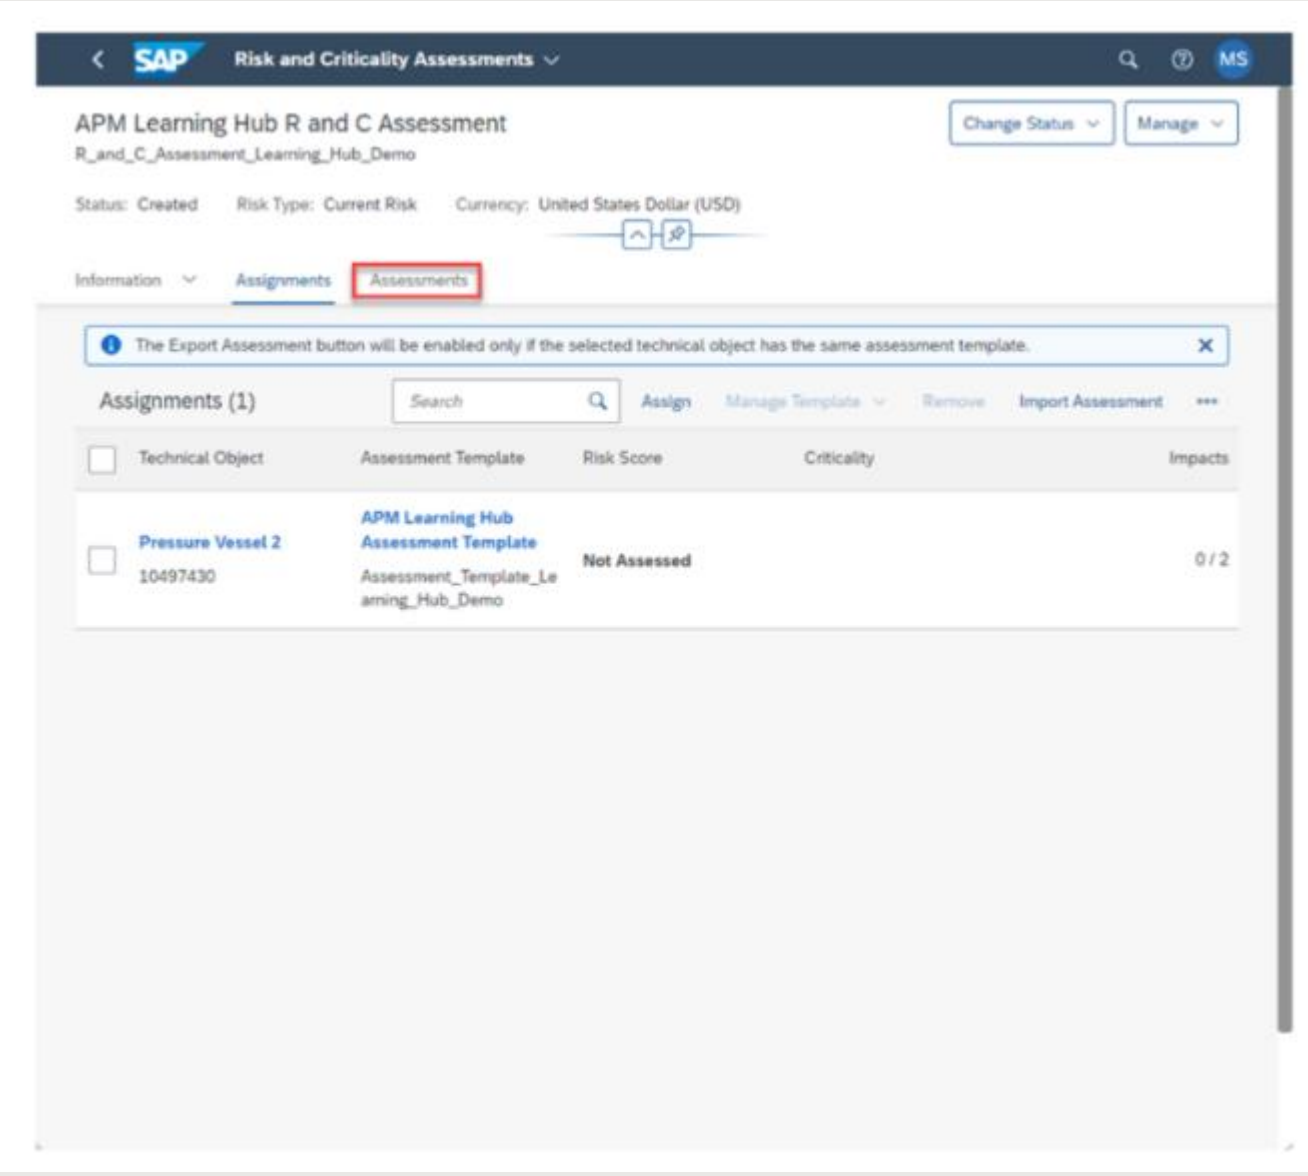 SAP Risk and Criticality Assessments MS
APM Learning Hub R and C Assessment Change Status Manage
R_and_C_Assessment_Learning_Hub_Demo
Status: Created Risk Type: Current Risk Currency: United States Dollar (USD)
Information Assignments Assessments
The Export Assessment button will be enabled only if the selected technical object has the same assessment template.
Assignments (1) Search Assign Manage Template Remove Import Assessment
Technical Object Assessment Template Risk Score Criticality Impacts
APM Learning Hub
Pressure Vessel 2 Assessment Template
Not Assessed 0 / 2
10497430 Assessment_Template_Le
arning_Hub_Demo